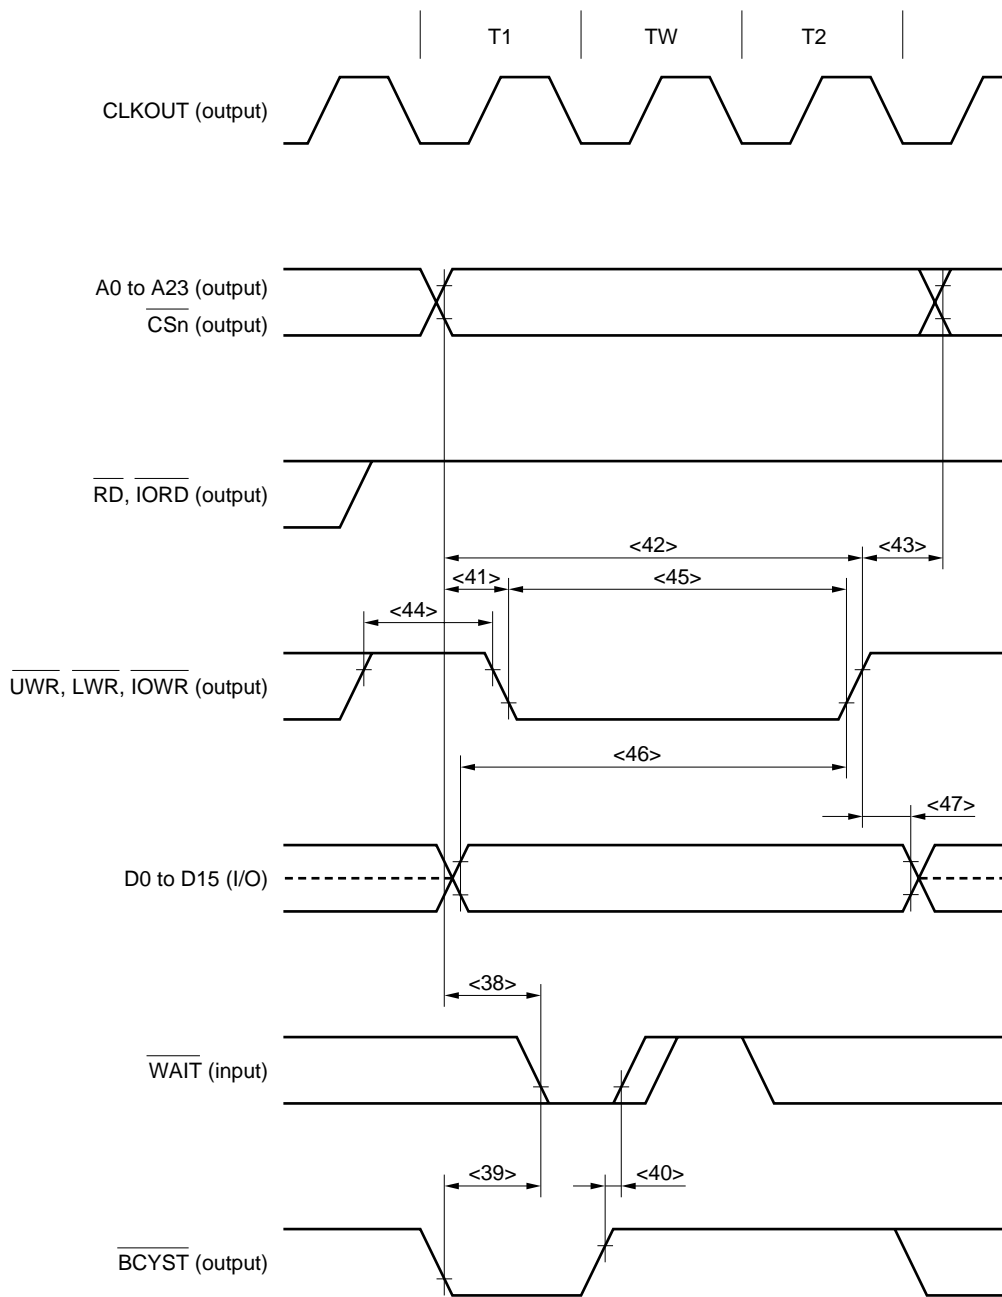 T1 TW T2
CLKOUT (output)
A0 to A23 (output)
CSn (output)
RD, IORD (output)
<42> <43>
<41> <45>
<44>
UWR, LWR, IOWR (output)
<46>
<47>
D0 to D15 (I/O)
<38>
WAIT (input)
<39> <40>
BCYST (output)